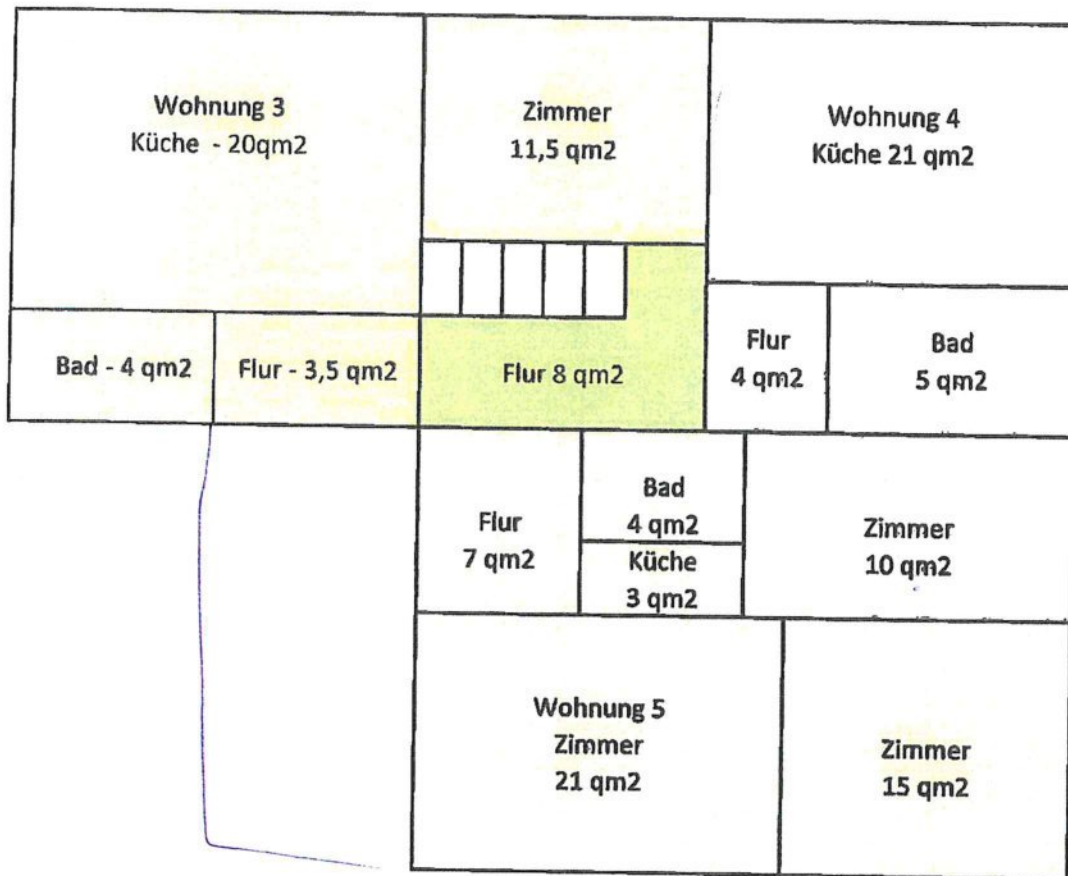 Wohnung 3
Küche - 20qm2
Zimmer
11,5 qm2
Wohnung 4
Küche 21 qm2
Bad - 4 qm2
Flur - 3,5 qm2
Flur 8 qm2
Flur
4 qm2
Bad
5 qm2
Flur
7 qm2
Bad
4 qm2
Küche
3 qm2
Zimmer
10 qm2
Wohnung 5
Zimmer
21 qm2
Zimmer
15 qm2